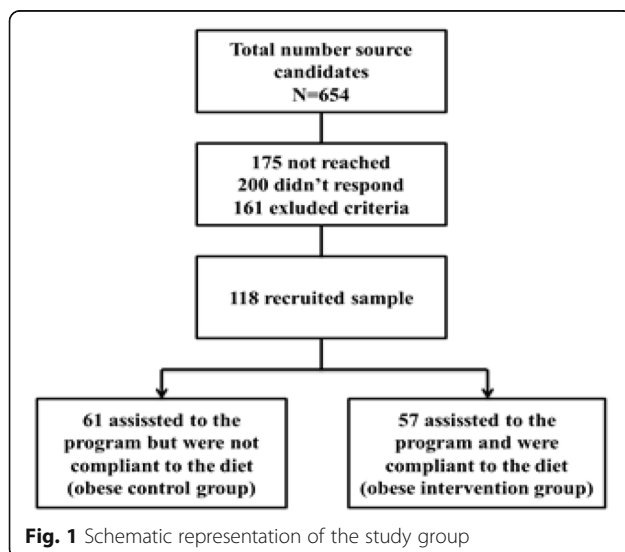 Total number source
candidates
N=654
175 not reached
200 didn't respond
161 exluded criteria
118 recruited sample
61 assissted to the
program but were not
compliant to the diet
(obese control group)
57 assissted to the
program and were
compliant to the diet
(obese intervention group)
Fig. 1 Schematic representation of the study group